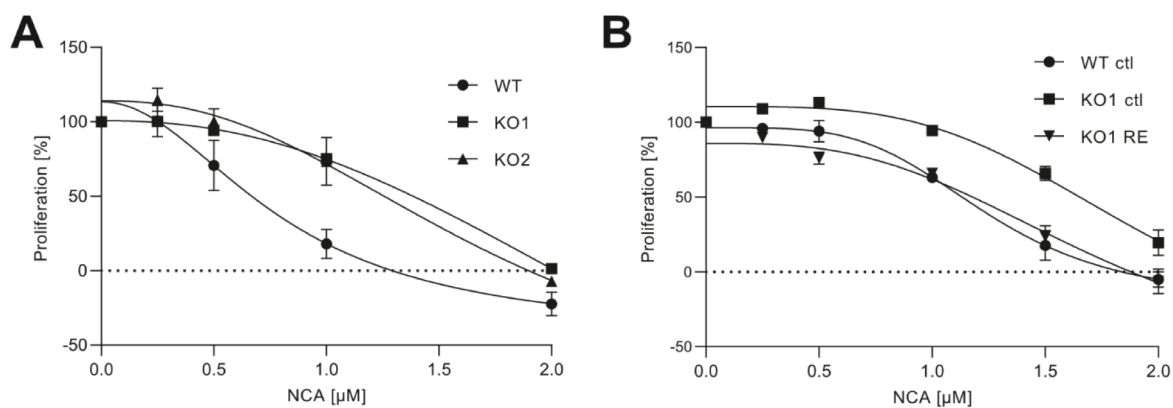 A
150
100
50
0
-50
Proliferation [%]
0.0 0.5 1.0 1.5 2.0
NCA [µM]
WT
KO1
KO2
B
150
100
50
0
-50
Proliferation [%]
0.0 0.5 1.0 1.5 2.0
NCA [µM]
WT ctl
KO1 ctl
KO1 RE